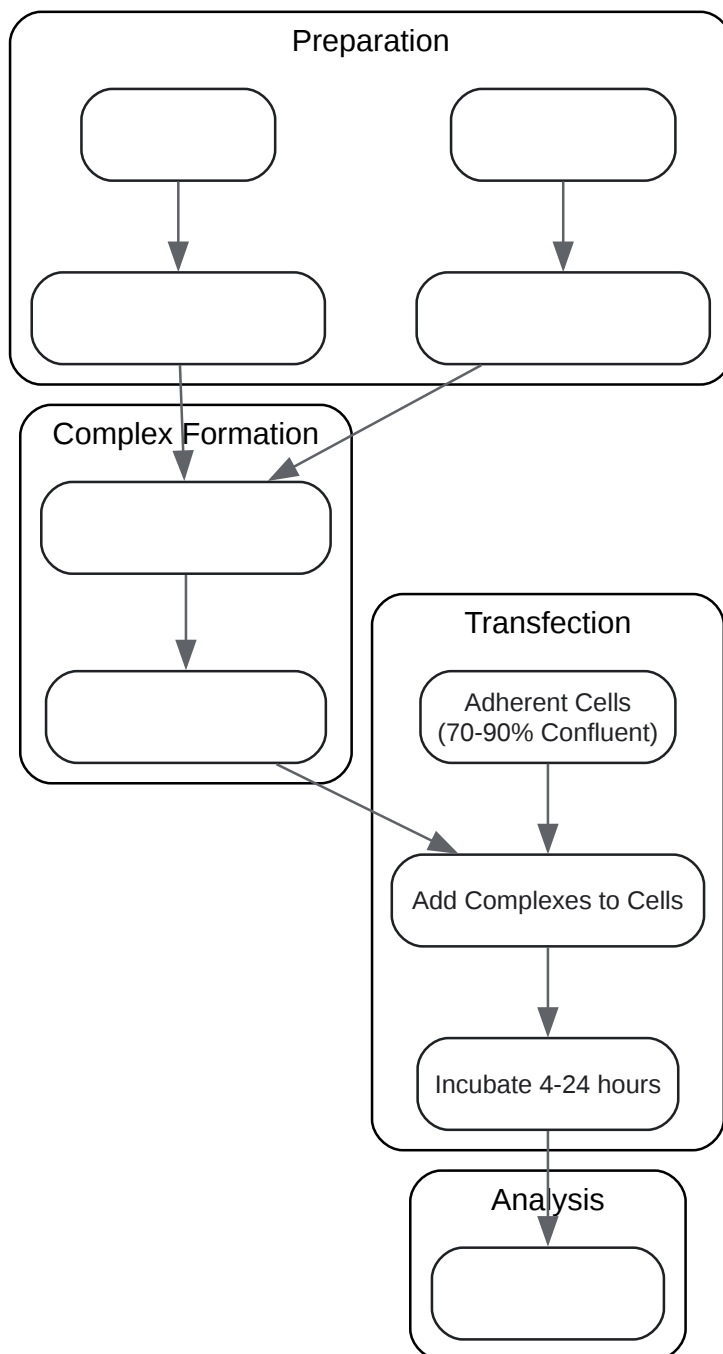 Preparation
Complex Formation
Transfection
Adherent Cells
(70-90% Confluent)
Add Complexes to Cells
Incubate 4-24 hours
Analysis